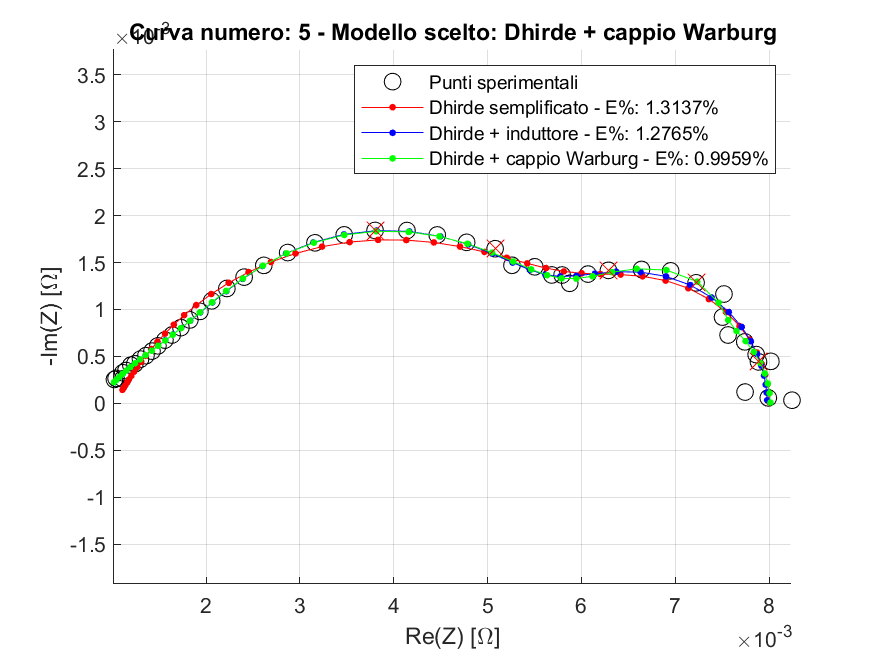 Curva numero: 5 - Modello scelto: Dhirde + cappio Warburg
×10-3
Punti sperimentali
Dhirde semplificato - E%: 1.3137%
Dhirde + induttore - E%: 1.2765%
Dhirde + cappio Warburg - E%: 0.9959%
3.5
3
2.5
2
1.5
1
0.5
0
-0.5
-1
-1.5
-Im(Z) [Ω]
2 3 4 5 6 7 8
Re(Z) [Ω]
×10-3